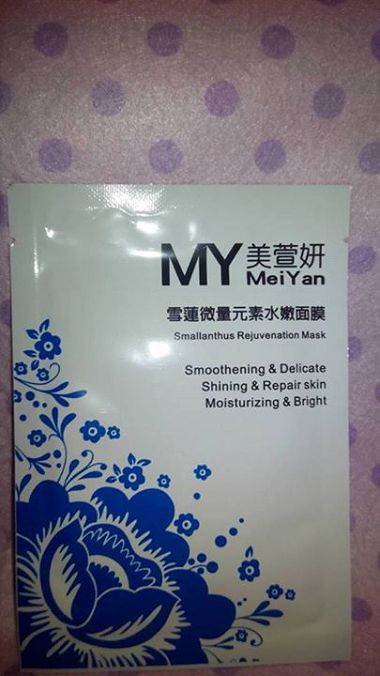 MY 美萱妍
MeiYan
雪蓮微量元素水嫩面膜
Smallanthus Rejuvenation Mask
Smoothening & Delicate
Shining & Repair skin
Moisturizing & Bright